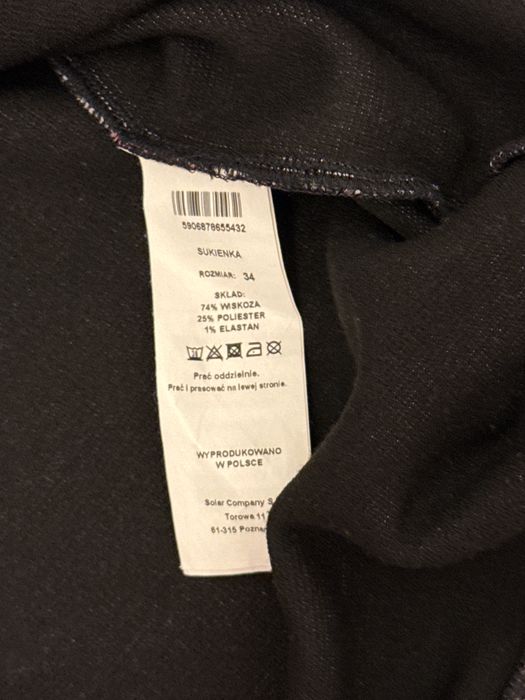 5906878655432
SUKIENKA
ROZMIAR: 34
SKŁAD:
74% WISKOZA
25% POLIESTER
1% ELASTAN
Prać oddzielnie.
Prać i prasować na lewej stronie.
WYPRODUKOWANO
W POLSCE
Solar Company S
Torowa 11
61-315 Pozna